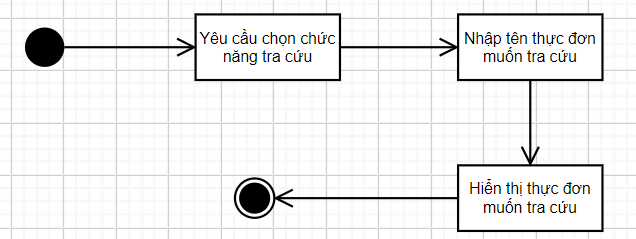 Yêu cầu chọn chức
năng tra cứu
Nhập tên thực đơn
muốn tra cứu
Hiển thị thực đơn
muốn tra cứu